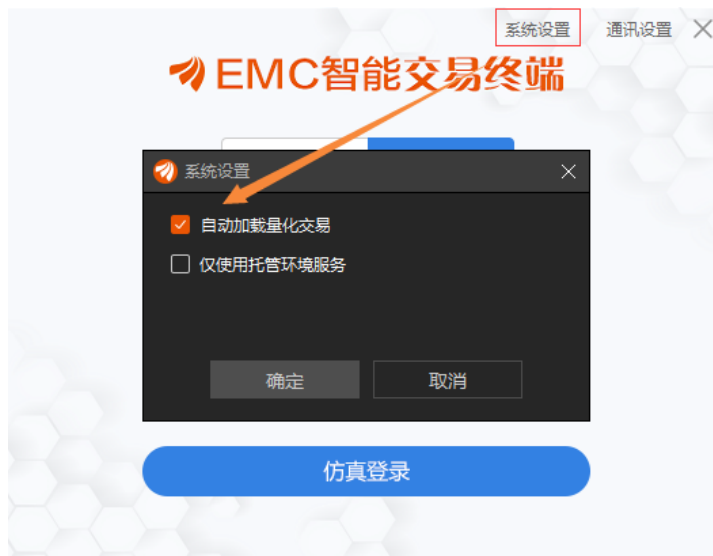 系统设置 通讯设置
EMC智能交易终端
系统设置
自动加载量化交易
仅使用托管环境服务
确定 取消
仿真登录